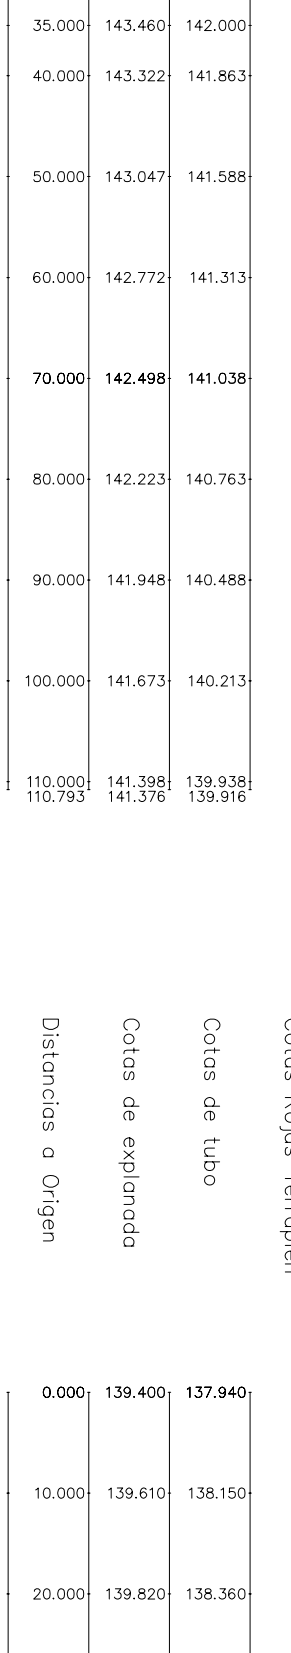 35.000 143.460 142.000
40.000 143.322 141.863
50.000 143.047 141.588
60.000 142.772 141.313
70.000 142.498 141.038
80.000 142.223 140.763
90.000 141.948 140.488
100.000 141.673 140.213
110.000 141.398 139.938
110.793 141.376 139.916
Distancias a Origen
Cotas de explanada
Cotas de tubo
0.000 139.400 137.940
10.000 139.610 138.150
20.000 139.820 138.360